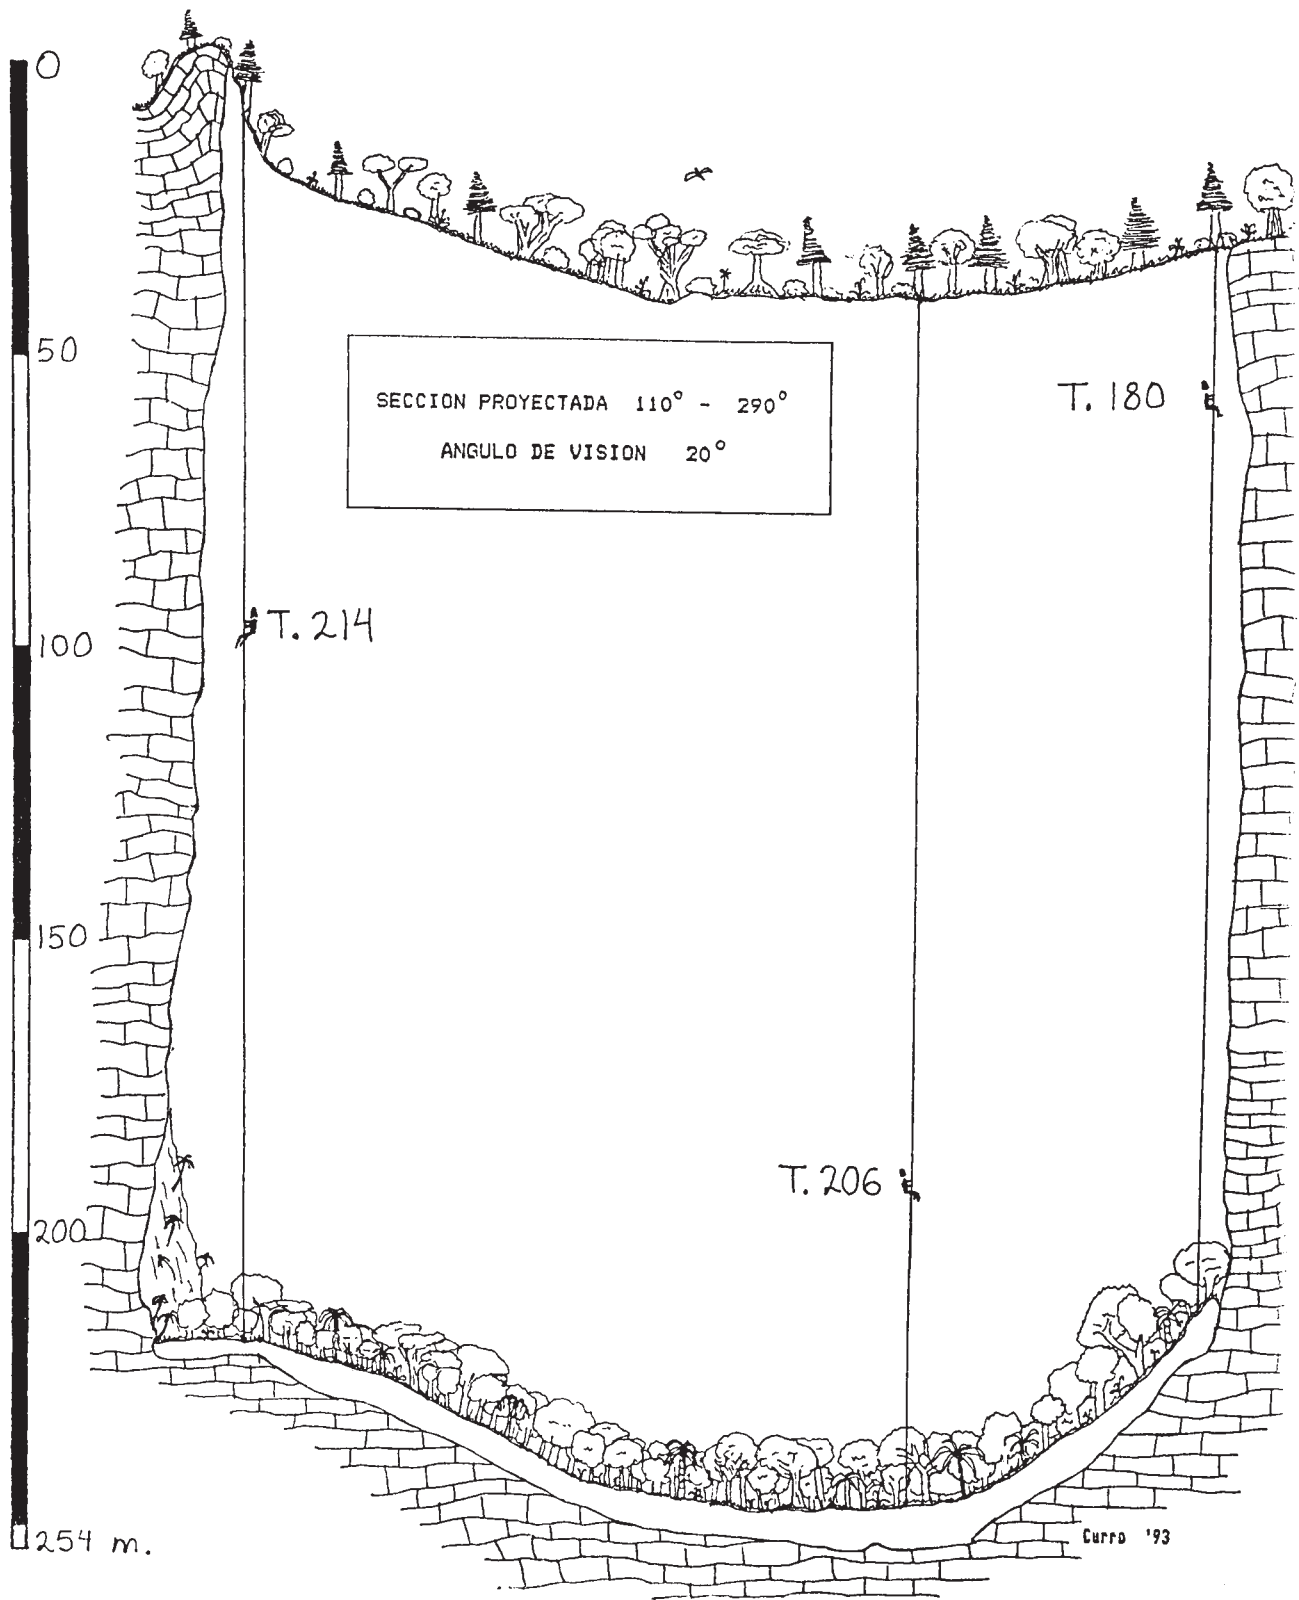 0
50
SECCION PROYECTADA 110° - 290°
ANGULO DE VISION 20°
T. 180
T. 214
100
150
T. 206
200
254 m.
Curro '93